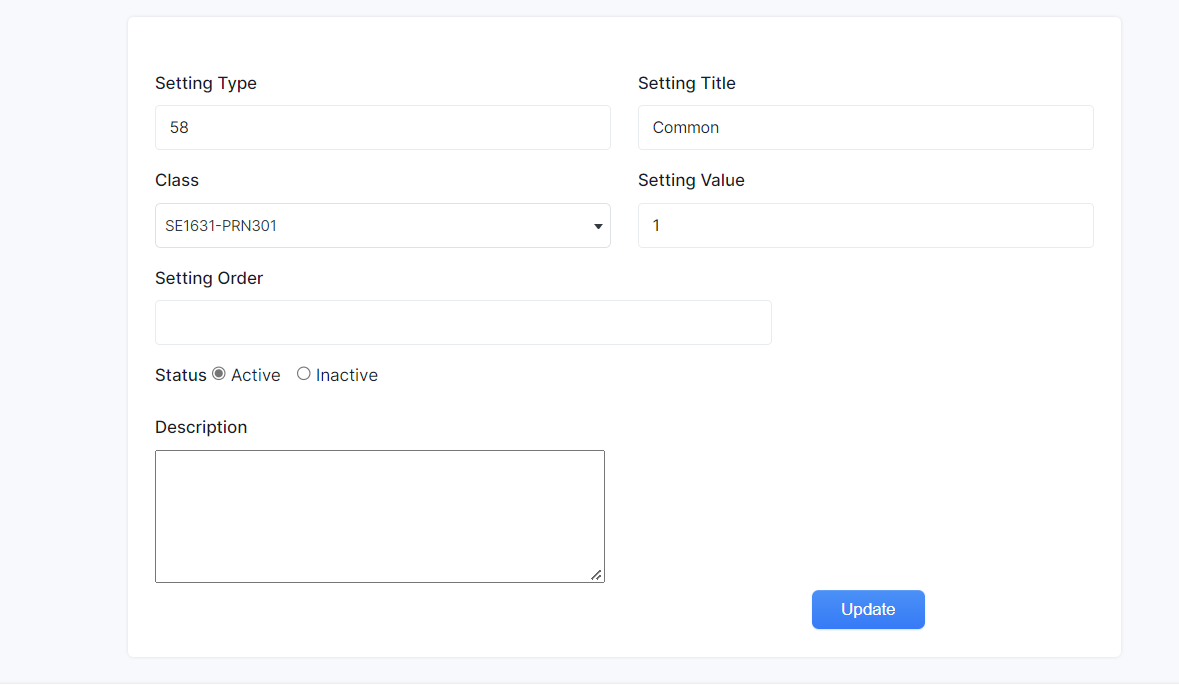 Setting Type
Setting Title
58
Common
Class
Setting Value
SE1631-PRN301
1
Setting Order
Status Active Inactive
Description
Update